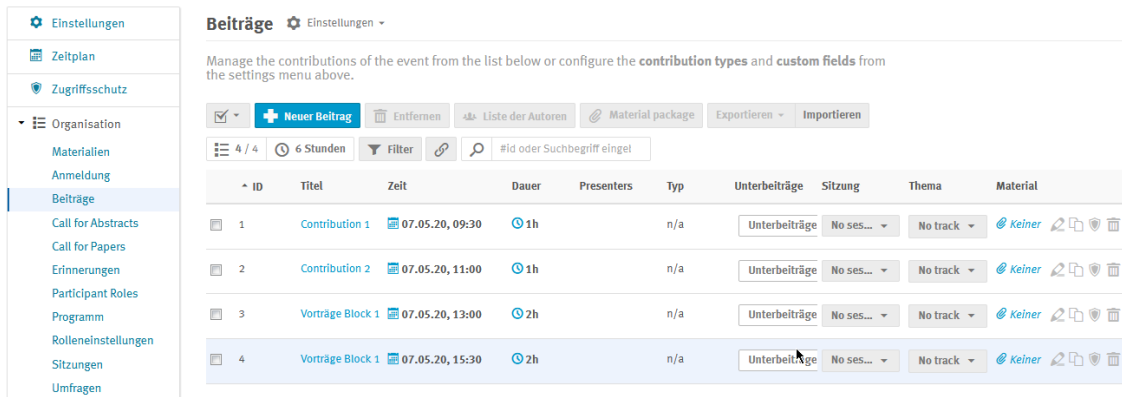 Einstellungen
Zeitplan
Zugriffsschutz
Organisation
Materialien
Anmeldung
Beiträge
Call for Abstracts
Call for Papers
Erinnerungen
Participant Roles
Programm
Rolleneinstellungen
Sitzungen
Umfragen
Beiträge Einstellungen
Manage the contributions of the event from the list below or configure the contribution types and custom fields from
the settings menu above.
Neuer Beitrag Entfernen Liste der Autoren Material package Exportieren Importieren
4 / 4 6 Stunden Filter #id oder Suchbegriff eingel
ID Titel Zeit Dauer Presenters Typ Unterbeiträge Sitzung Thema Material
1 Contribution 1 07.05.20, 09:30 1h n/a Unterbeiträge No ses... No track Keiner
2 Contribution 2 07.05.20, 11:00 1h n/a Unterbeiträge No ses... No track Keiner
3 Vorträge Block 1 07.05.20, 13:00 2h n/a Unterbeiträge No ses... No track Keiner
4 Vorträge Block 1 07.05.20, 15:30 2h n/a Unterbeiträge No ses... No track Keiner